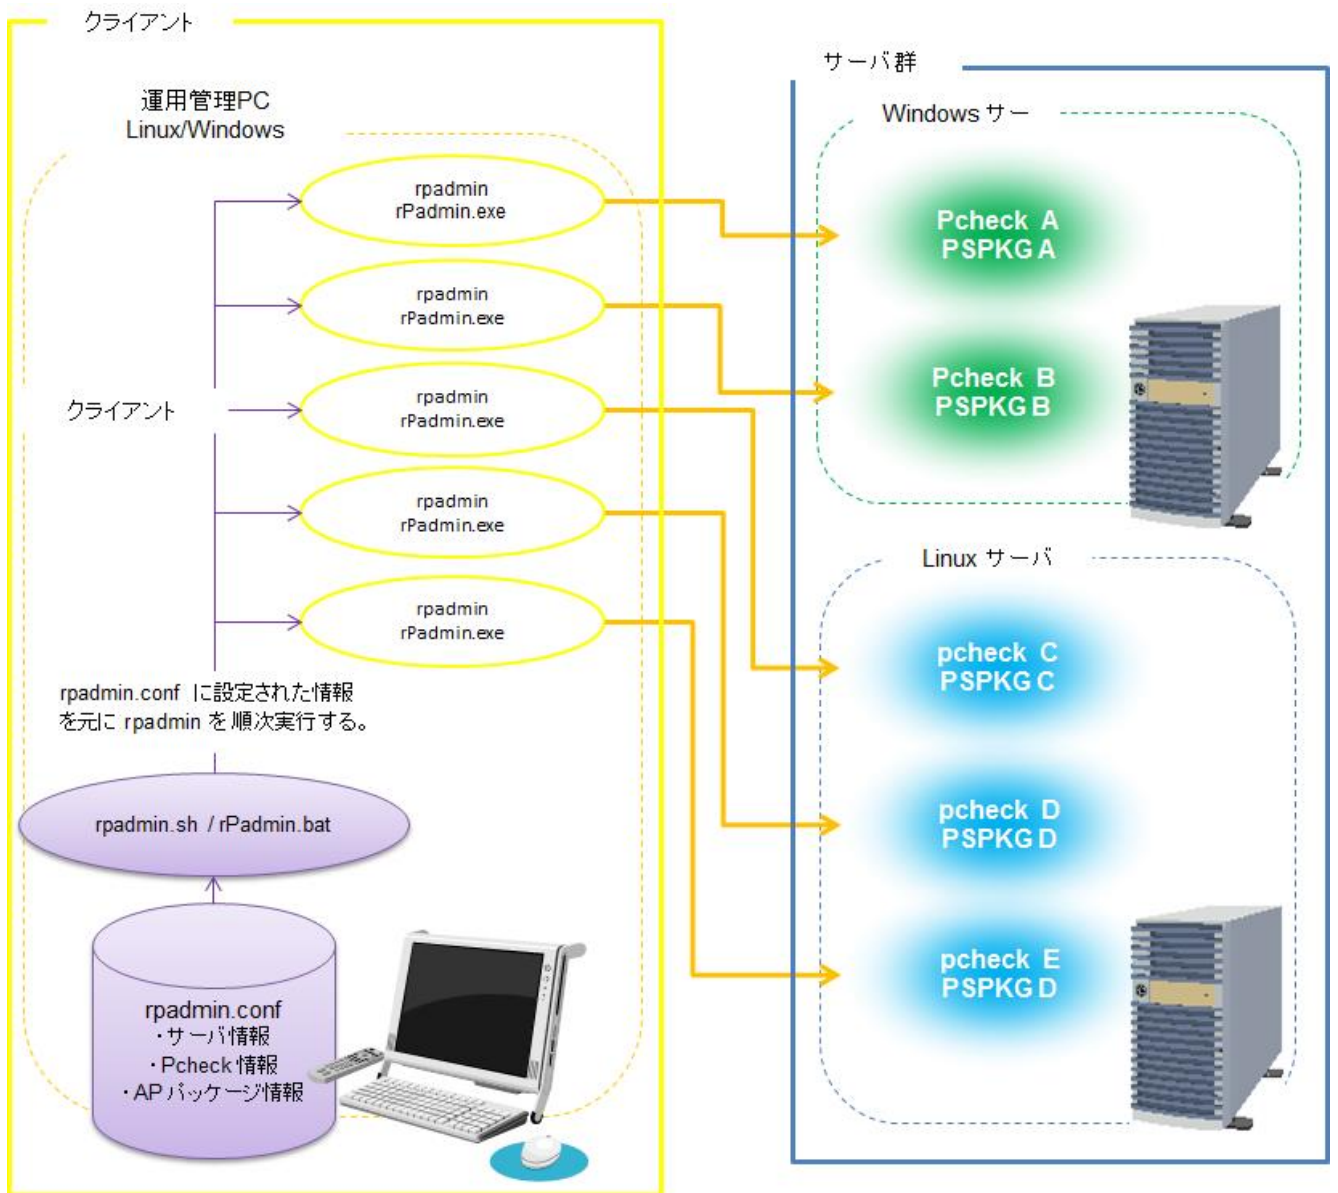 クライアント
運用管理PC
Linux/Windows
rpadmin
rPadmin.exe
rpadmin
rPadmin.exe
クライアント
rpadmin
rPadmin.exe
rpadmin
rPadmin.exe
rpadmin
rPadmin.exe
rpadmin.conf に設定された情報
を元に rpadmin を順次実行する。
rpadmin.sh / rPadmin.bat
rpadmin.conf
・サーバ情報
・Pcheck 情報
・AP パッケージ情報
サーバ群
Windows サー
Pcheck A
PSPKG A
Pcheck B
PSPKG B
Linux サーバ
pcheck C
PSPKG C
pcheck D
PSPKG D
pcheck E
PSPKG D